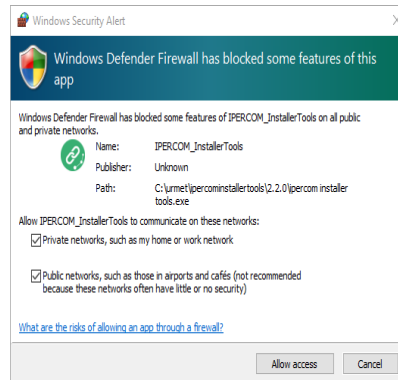 Windows Security Alert
Windows Defender Firewall has blocked some features of this
app
Windows Defender Firewall has blocked some features of IPERCOM_InstallerTools on all public
and private networks.
Name: IPERCOM_InstallerTools
Publisher: Unknown
Path: C:\urmet\ipercominstallertools\2.2.0\ipercom installer
tools.exe
Allow IPERCOM_InstallerTools to communicate on these networks:
Private networks, such as my home or work network
Public networks, such as those in airports and cafés (not recommended
because these networks often have little or no security)
What are the risks of allowing an app through a firewall?
Allow access Cancel